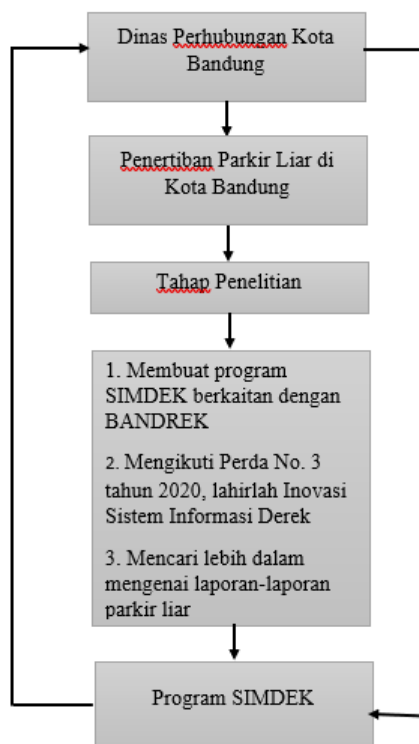 Dinas Perhubungan Kota
Bandung
Penertiban Parkir Liar di
Kota Bandung
Tahap Penelitian
1. Membuat program
SIMDEK berkaitan dengan
BANDREK
2. Mengikuti Perda No. 3
tahun 2020, lahirlah Inovasi
Sistem Informasi Derek
3. Mencari lebih dalam
mengenai laporan-laporan
parkir liar
Program SIMDEK